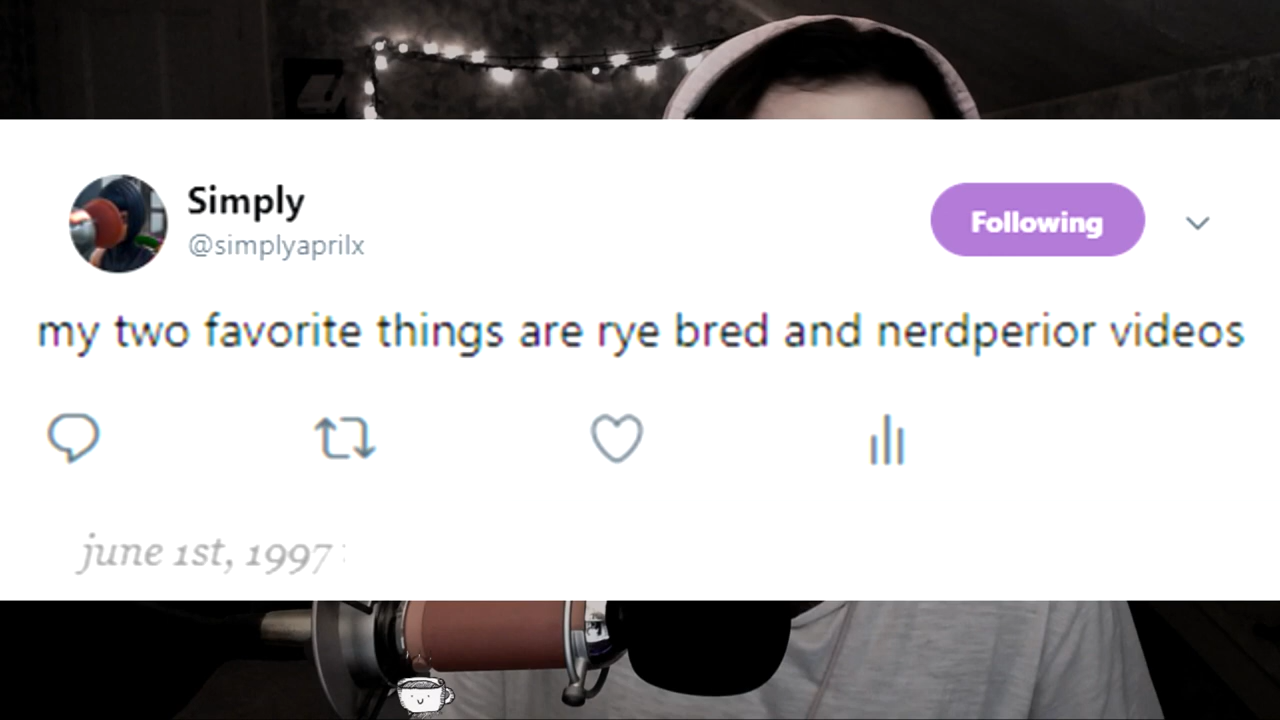 Simply
@simplyaprilx
Following
my two favorite things are rye bred and nerdperior videos
june 1st, 1997